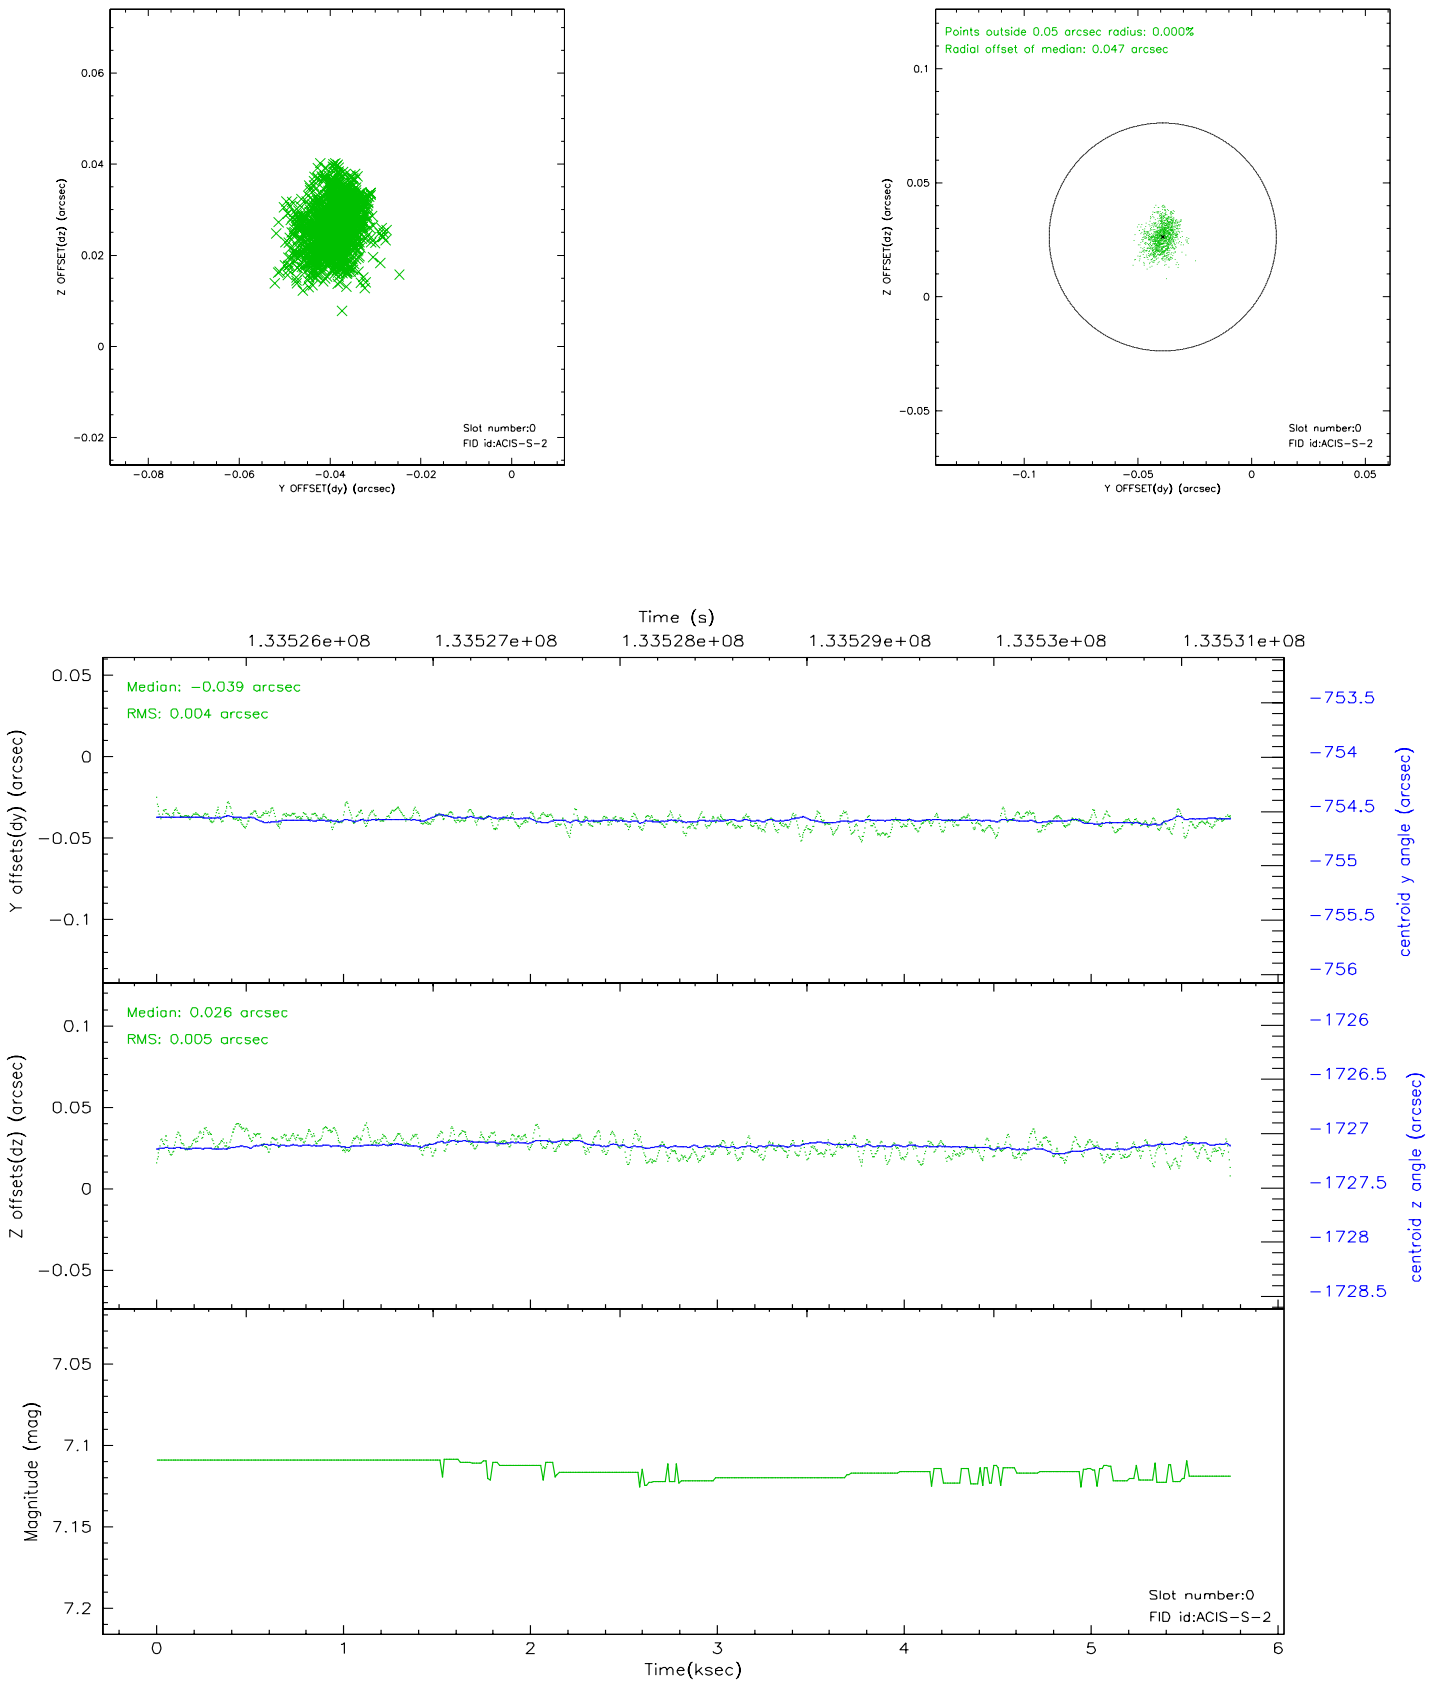 0.06
0.04
0.02
0
−0.02
Z OFFSET(dz) (arcsec)
Slot number:0
FID id:ACIS−S−2
−0.08
−0.06
−0.04
−0.02
0
Y OFFSET(dy) (arcsec)
Points outside 0.05 arcsec radius: 0.000%
Radial offset of median: 0.047 arcsec
0.1
0.05
0
−0.05
Z OFFSET(dz) (arcsec)
Slot number:0
FID id:ACIS−S−2
−0.1
−0.05
0
0.05
Y OFFSET(dy) (arcsec)
Time (s)
1.33526e+08
1.33527e+08
1.33528e+08
1.33529e+08
1.3353e+08
1.33531e+08
Median: −0.039 arcsec
RMS: 0.004 arcsec
0.05
0
−0.05
−0.1
Y offsets(dy) (arcsec)
−753.5
−754
−754.5
−755
−755.5
−756
centroid y angle (arcsec)
Median: 0.026 arcsec
RMS: 0.005 arcsec
0.1
0.05
0
−0.05
Z offsets(dz) (arcsec)
−1726
−1726.5
−1727
−1727.5
−1728
−1728.5
centroid z angle (arcsec)
7.05
7.1
7.15
7.2
Magnitude (mag)
Slot number:0
FID id:ACIS−S−2
0
1
2
3
4
5
6
Time(ksec)